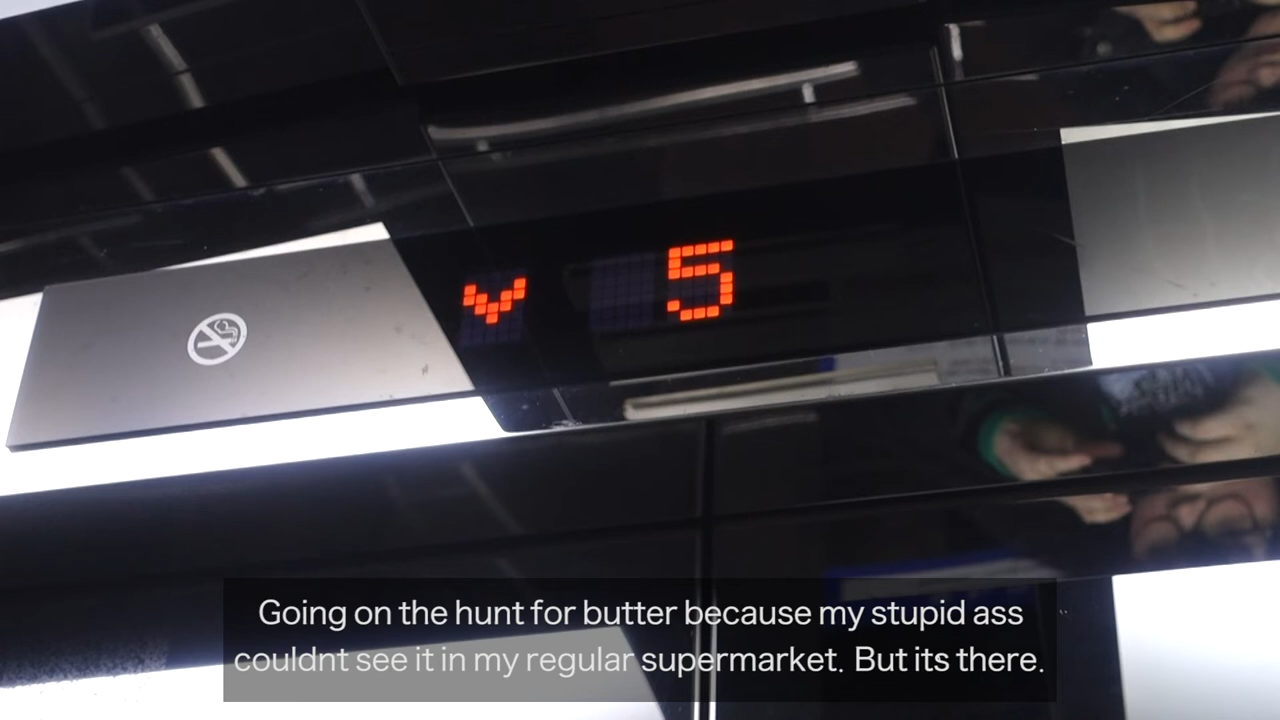 5
Going on the hunt for butter because my stupid ass
couldnt see it in my regular supermarket. But its there.